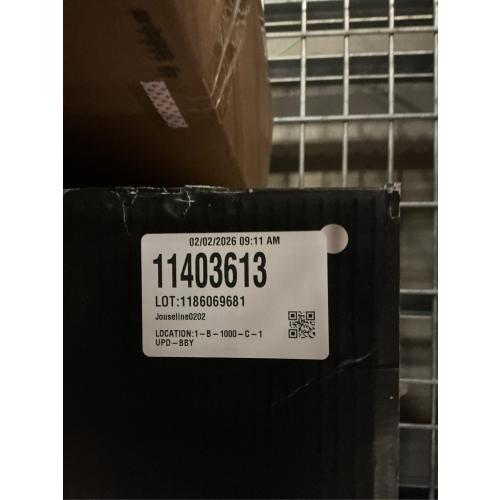 02/02/2026 09:11 AM
11403613
LOT:1186069681
Jouseline0202
LOCATION:1-B-1000-C-1
UPD-BBY